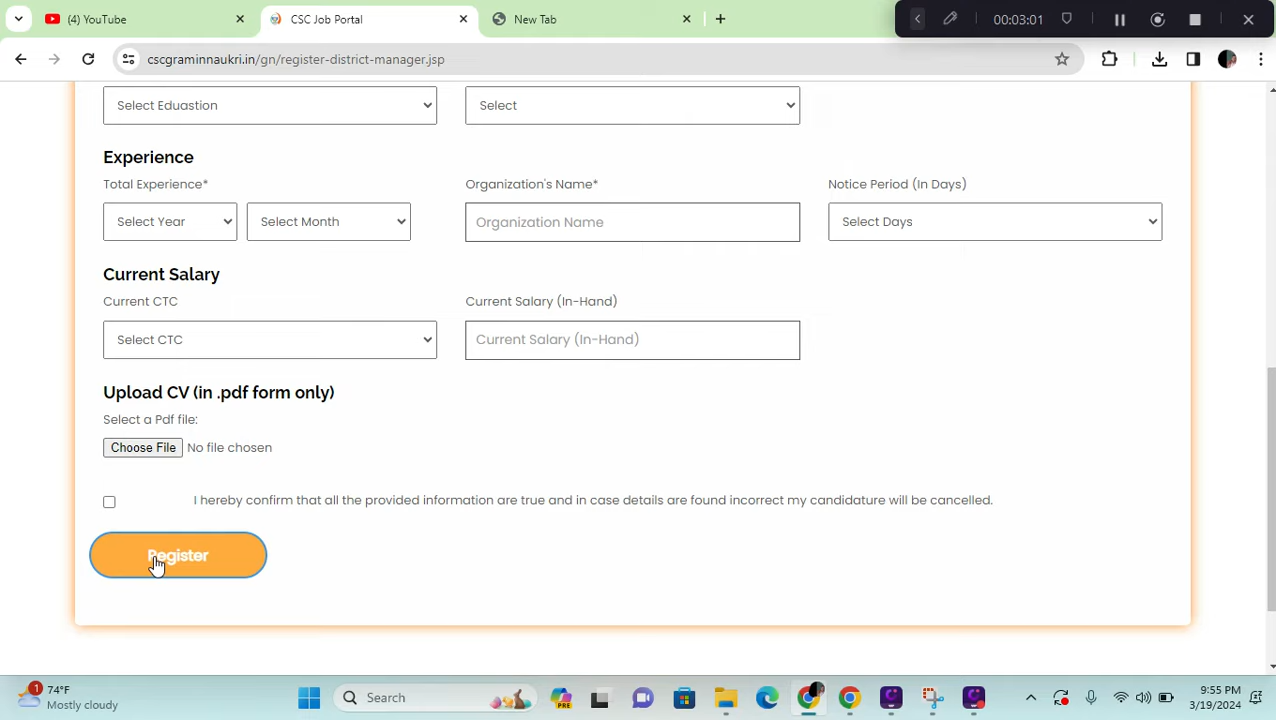 (4) YouTube
CSC Job Portal
New Tab
00:03:01
cscgraminnaukri.in/gn/register-district-manager.jsp
Select Eduastion
Select
Experience
Total Experience*
Organization's Name*
Notice Period (In Days)
Select Year
Select Month
Organization Name
Select Days
Current Salary
Current CTC
Current Salary (In-Hand)
Select CTC
Current Salary (In-Hand)
Upload CV (in .pdf form only)
Select a Pdf file:
Choose File No file chosen
I hereby confirm that all the provided information are true and in case details are found incorrect my candidature will be cancelled.
Register
1
74°F
Mostly cloudy
Search
PRE
9:55 PM
3/19/2024